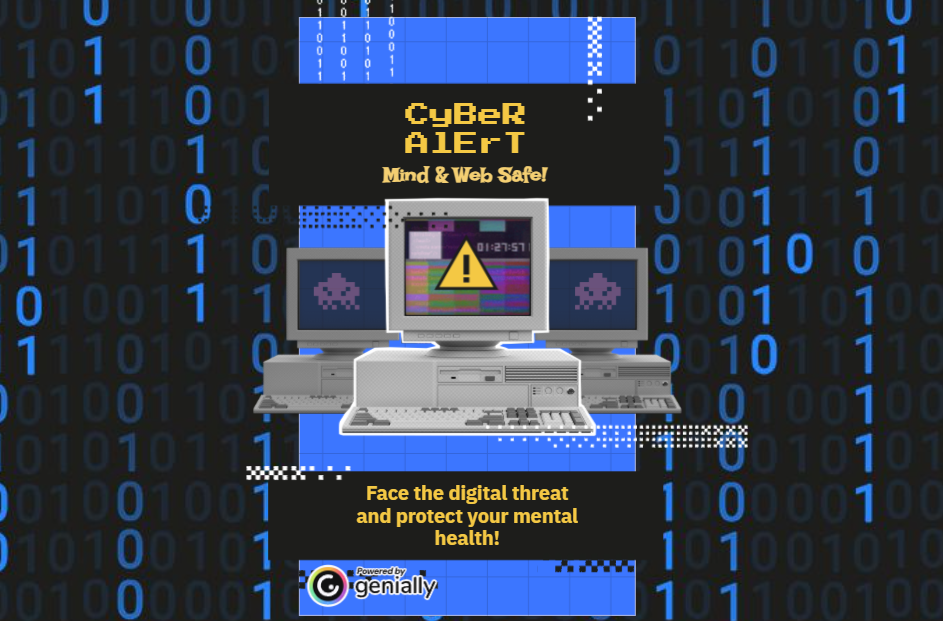 CyBeR
AlErT
Mind & Web Safe!
01:27:57
Face the digital threat
and protect your mental
health!
Powered by
genially